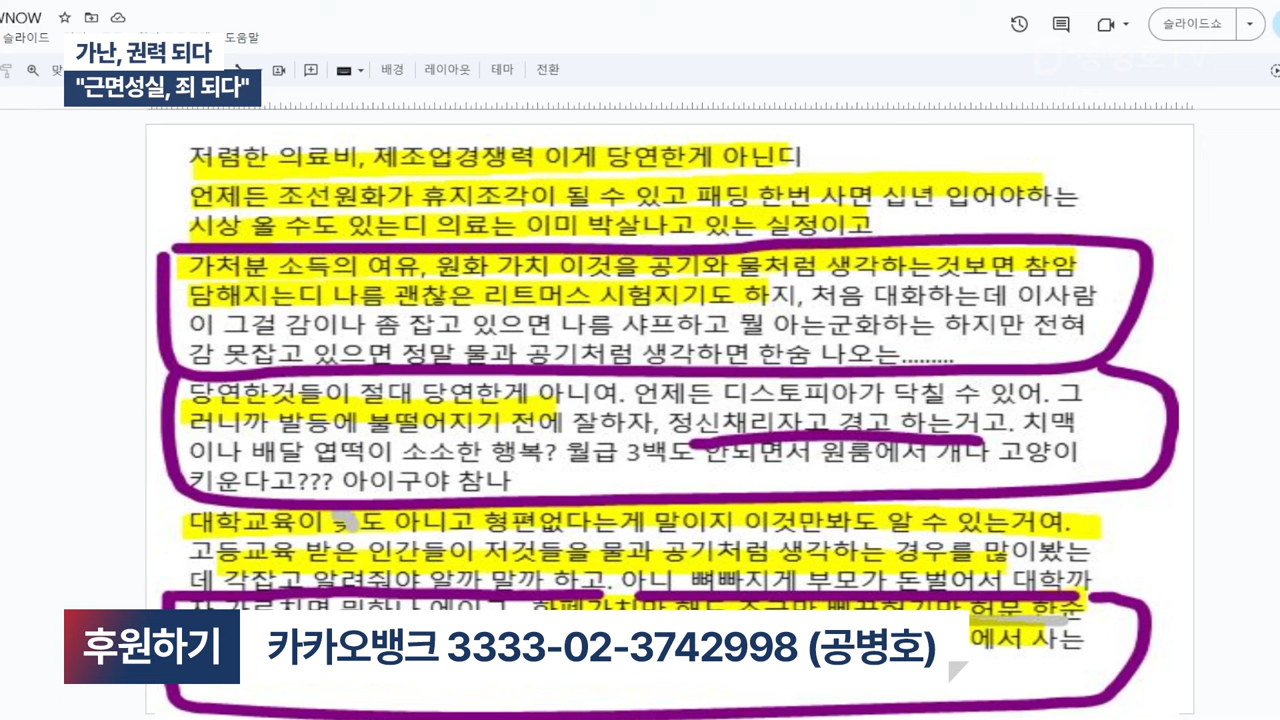 슬라이드
도움말
슬라이드쇼
가난, 권력 되다
"근면성실, 죄 되다"
배경
레이아웃
테마
전환
저렴한 의료비, 제조업경쟁력 이게 당연한게 아닌디
언제든 조선원화가 휴지조각이 될 수 있고 패딩 한번 사면 십년 입어야하는
시상 올 수도 있는디 의료는 이미 박살나고 있는 실정이고
가처분 소득의 여유, 원화 가치 이것을 공기와 물처럼 생각하는것보면 참암
담해지는디 나름 괜찮은 리트머스 시험지기도 하지, 처음 대화하는데 이사람
이 그걸 감이나 좀 잡고 있으면 나름 샤프하고 뭘 아는군화하는 하지만 전혀
감 못잡고 있으면 정말 물과 공기처럼 생각하면 한숨 나오는.........
당연한것들이 절대 당연한게 아니여. 언제든 디스토피아가 닥칠 수 있어. 그
러니까 발등에 불떨어지기 전에 잘하자, 정신채리자고 경고 하는거고. 치맥
이나 배달 엽떡이 소소한 행복? 월급 3백도 안되면서 원룸에서 개나 고양이
키운다고??? 아이구야 참나
대학교육이 도 아니고 형편없다는게 말이지 이것만봐도 알 수 있는거여.
고등교육 받은 인간들이 저것들을 물과 공기처럼 생각하는 경우를 많이봤는
데 각잡고 알려줘야 알까 말까 하고. 아니 뼈빠지게 부모가 돈벌어서 대학까
허문 한순
에서 사는
후원하기
카카오뱅크 3333-02-3742998 (공병호)